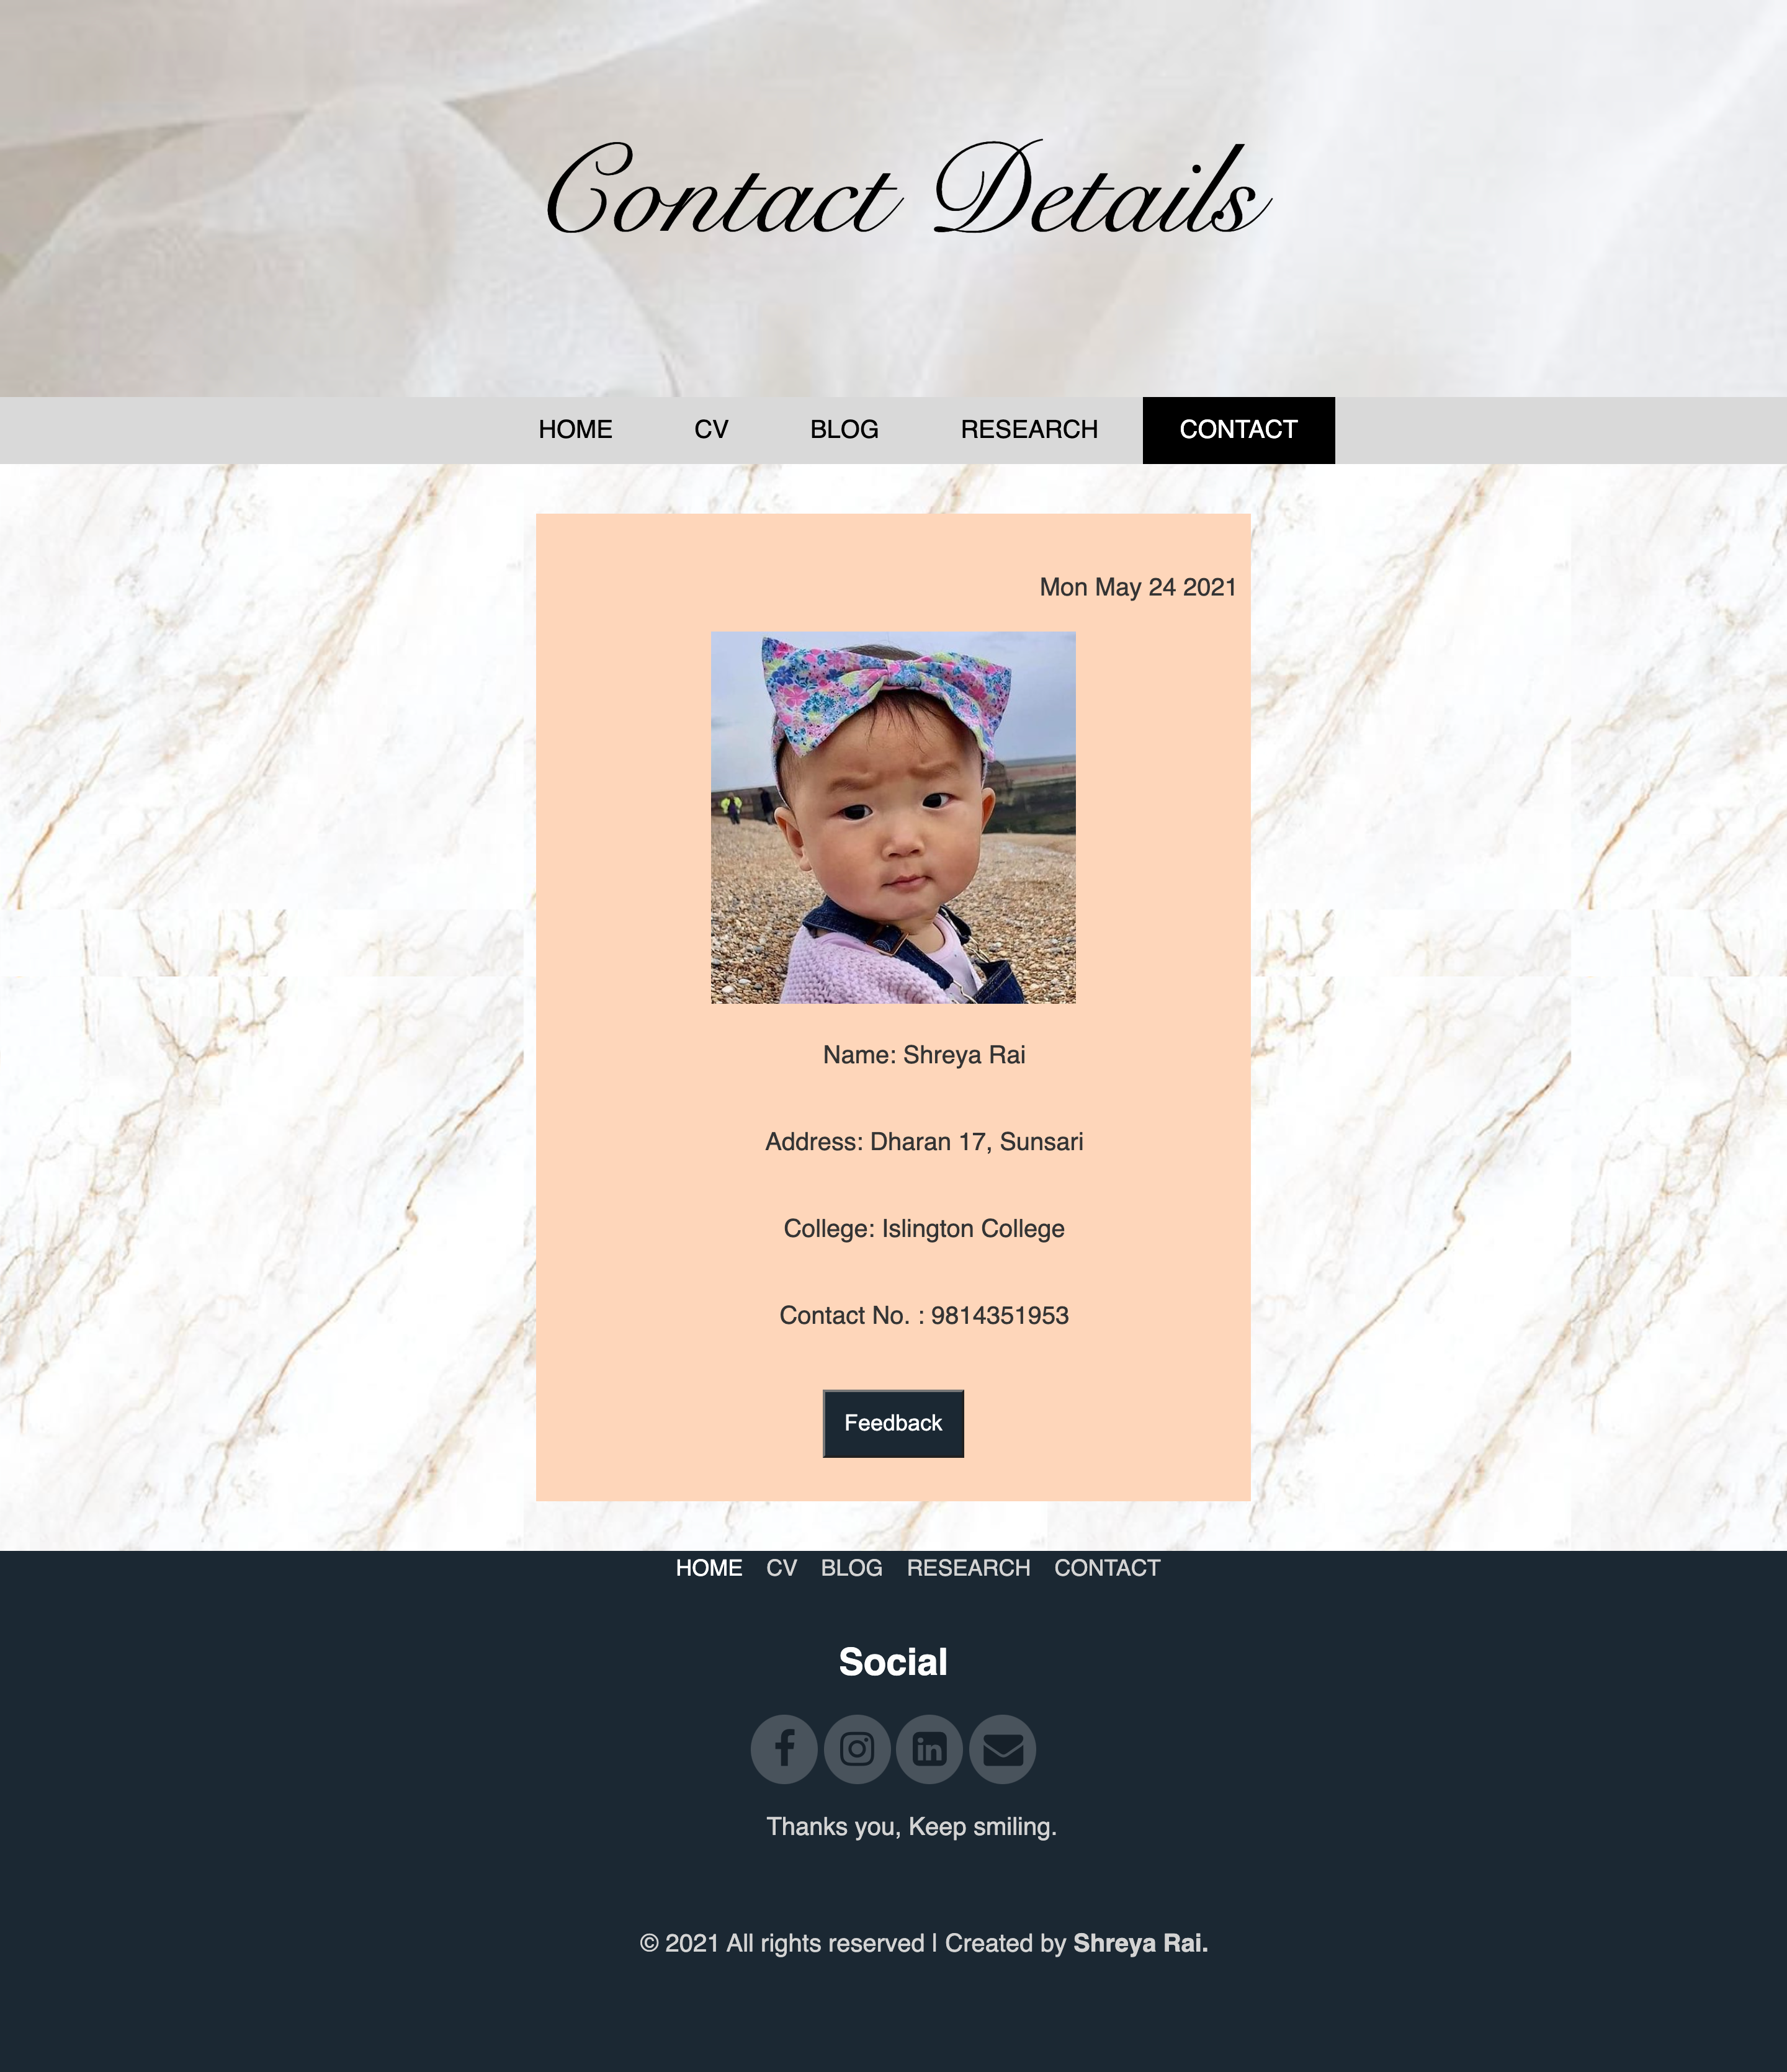 Contact Details
HOME CV BLOG RESEARCH CONTACT
Mon May 24 2021
Name: Shreya Rai
Address: Dharan 17, Sunsari
College: Islington College
Contact No. : 9814351953
Feedback
HOME CV BLOG RESEARCH CONTACT
Social
Thanks you, Keep smiling.
© 2021 All rights reserved | Created by Shreya Rai.